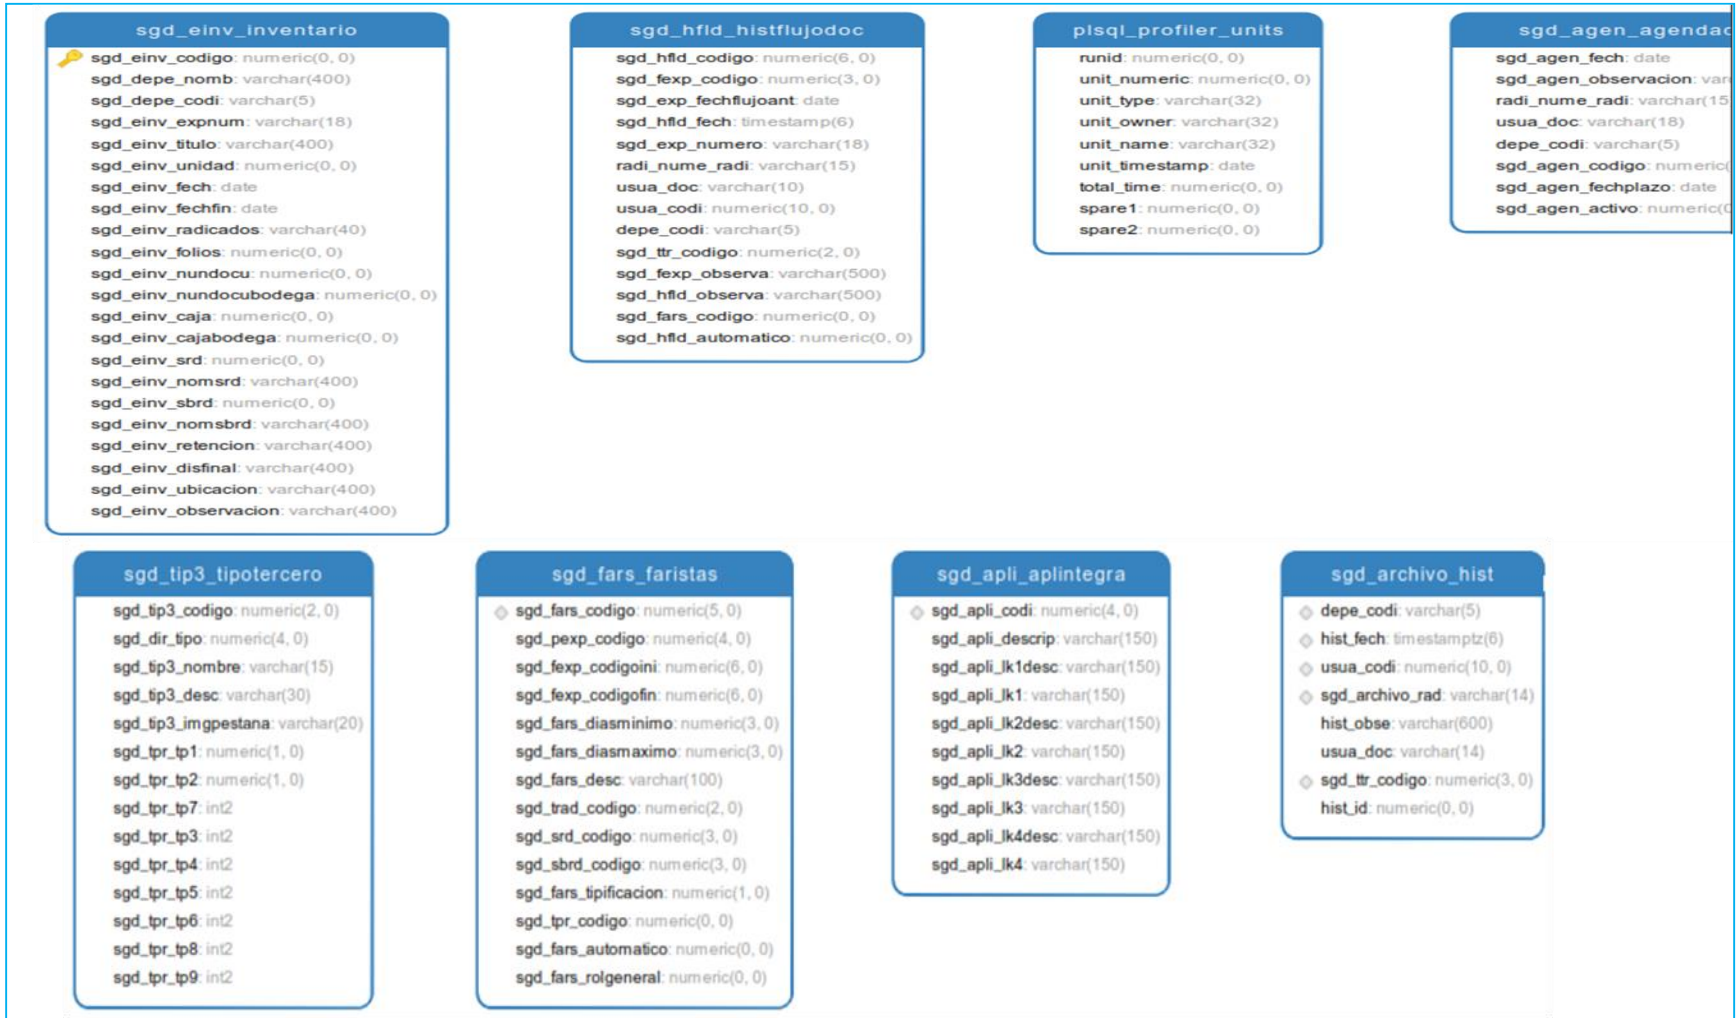 sgd_einv_inventario
sgd_einv_codigo: numeric(0, 0)
sgd_depe_nomb: varchar(400)
sgd_depe_codi: varchar(5)
sgd_einv_expnum: varchar(18)
sgd_einv_titulo: varchar(400)
sgd_einv_unidad: numeric(0, 0)
sgd_einv_fech: date
sgd_einv_fechfin: date
sgd_einv_radicados: varchar(40)
sgd_einv_folios: numeric(0, 0)
sgd_einv_nundocu: numeric(0, 0)
sgd_einv_nundocubodega: numeric(0, 0)
sgd_einv_caja: numeric(0, 0)
sgd_einv_cajabodega: numeric(0, 0)
sgd_einv_srd: numeric(0, 0)
sgd_einv_nomsrd: varchar(400)
sgd_einv_sbrd: numeric(0, 0)
sgd_einv_nomsbrd: varchar(400)
sgd_einv_retencion: varchar(400)
sgd_einv_disfinal: varchar(400)
sgd_einv_ubicacion: varchar(400)
sgd_einv_observacion: varchar(400)
sgd_hfld_histflujodoc
sgd_hfld_codigo: numeric(6, 0)
sgd_fexp_codigo: numeric(3, 0)
sgd_exp_fechflujoant: date
sgd_hfld_fech: timestamp(6)
sgd_exp_numero: varchar(18)
radi_nume_radi: varchar(15)
usua_doc: varchar(10)
usua_codi: numeric(10, 0)
depe_codi: varchar(5)
sgd_ttr_codigo: numeric(2, 0)
sgd_fexp_observa: varchar(500)
sgd_hfld_observa: varchar(500)
sgd_fars_codigo: numeric(0, 0)
sgd_hfld_automatico: numeric(0, 0)
plsql_profiler_units
runid: numeric(0, 0)
unit_numeric: numeric(0, 0)
unit_type: varchar(32)
unit_owner: varchar(32)
unit_name: varchar(32)
unit_timestamp: date
total_time: numeric(0, 0)
spare1: numeric(0, 0)
spare2: numeric(0, 0)
sgd_agen_agendac
sgd_agen_fech: date
sgd_agen_observacion: var
radi_nume_radi: varchar(15
usua_doc: varchar(18)
depe_codi: varchar(5)
sgd_agen_codigo: numeric(
sgd_agen_fechplazo: date
sgd_agen_activo: numeric(0
sgd_tip3_tipotercero
sgd_tip3_codigo: numeric(2, 0)
sgd_dir_tipo: numeric(4, 0)
sgd_tip3_nombre: varchar(15)
sgd_tip3_desc: varchar(30)
sgd_tip3_imgpestana: varchar(20)
sgd_tpr_tp1: numeric(1, 0)
sgd_tpr_tp2: numeric(1, 0)
sgd_tpr_tp7: int2
sgd_tpr_tp3: int2
sgd_tpr_tp4: int2
sgd_tpr_tp5: int2
sgd_tpr_tp6: int2
sgd_tpr_tp8: int2
sgd_tpr_tp9: int2
sgd_fars_faristas
sgd_fars_codigo: numeric(5, 0)
sgd_pexp_codigo: numeric(4, 0)
sgd_fexp_codigoini: numeric(6, 0)
sgd_fexp_codigofin: numeric(6, 0)
sgd_fars_diasminimo: numeric(3, 0)
sgd_fars_diasmaximo: numeric(3, 0)
sgd_fars_desc: varchar(100)
sgd_trad_codigo: numeric(2, 0)
sgd_srd_codigo: numeric(3, 0)
sgd_sbrd_codigo: numeric(3, 0)
sgd_fars_tipificacion: numeric(1, 0)
sgd_tpr_codigo: numeric(0, 0)
sgd_fars_automatico: numeric(0, 0)
sgd_fars_rolgeneral: numeric(0, 0)
sgd_apli_aplintegra
sgd_apli_codi: numeric(4, 0)
sgd_apli_descrip: varchar(150)
sgd_apli_lk1desc: varchar(150)
sgd_apli_lk1: varchar(150)
sgd_apli_lk2desc: varchar(150)
sgd_apli_lk2: varchar(150)
sgd_apli_lk3desc: varchar(150)
sgd_apli_lk3: varchar(150)
sgd_apli_lk4desc: varchar(150)
sgd_apli_lk4: varchar(150)
sgd_archivo_hist
depe_codi: varchar(5)
hist_fech: timestamptz(6)
usua_codi: numeric(10, 0)
sgd_archivo_rad: varchar(14)
hist_obse: varchar(600)
usua_doc: varchar(14)
sgd_ttr_codigo: numeric(3, 0)
hist_id: numeric(0, 0)